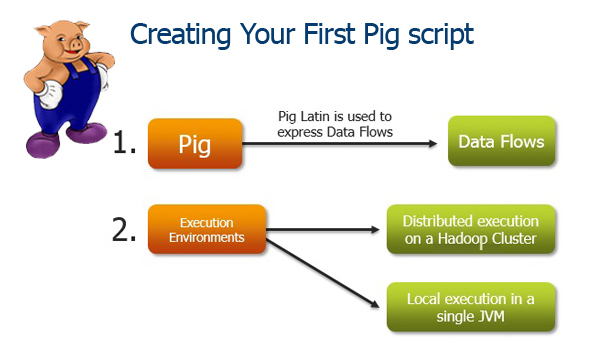 Creating Your First Pig script
1.
Pig
Pig Latin is used to
express Data Flows
Data Flows
2.
Execution
Environments
Distributed execution
on a Hadoop Cluster
Local execution in a
single JVM